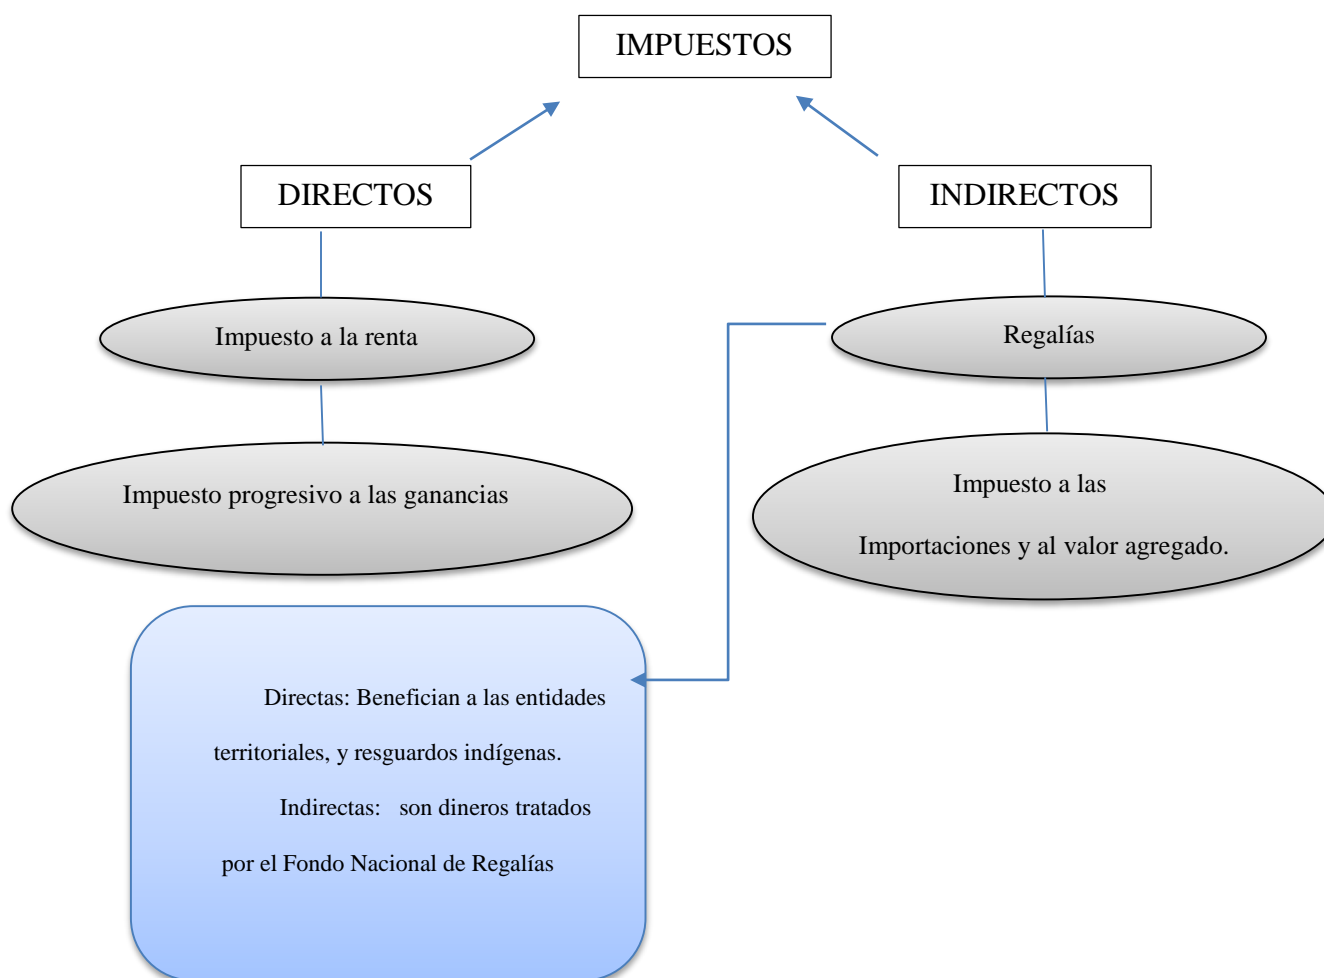 IMPUESTOS
DIRECTOS
INDIRECTOS
Impuesto a la renta
Regalías
Impuesto progresivo a las ganancias
Impuesto a las
Importaciones y al valor agregado.
Directas: Benefician a las entidades
territoriales, y resguardos indígenas.
Indirectas: son dineros tratados
por el Fondo Nacional de Regalías